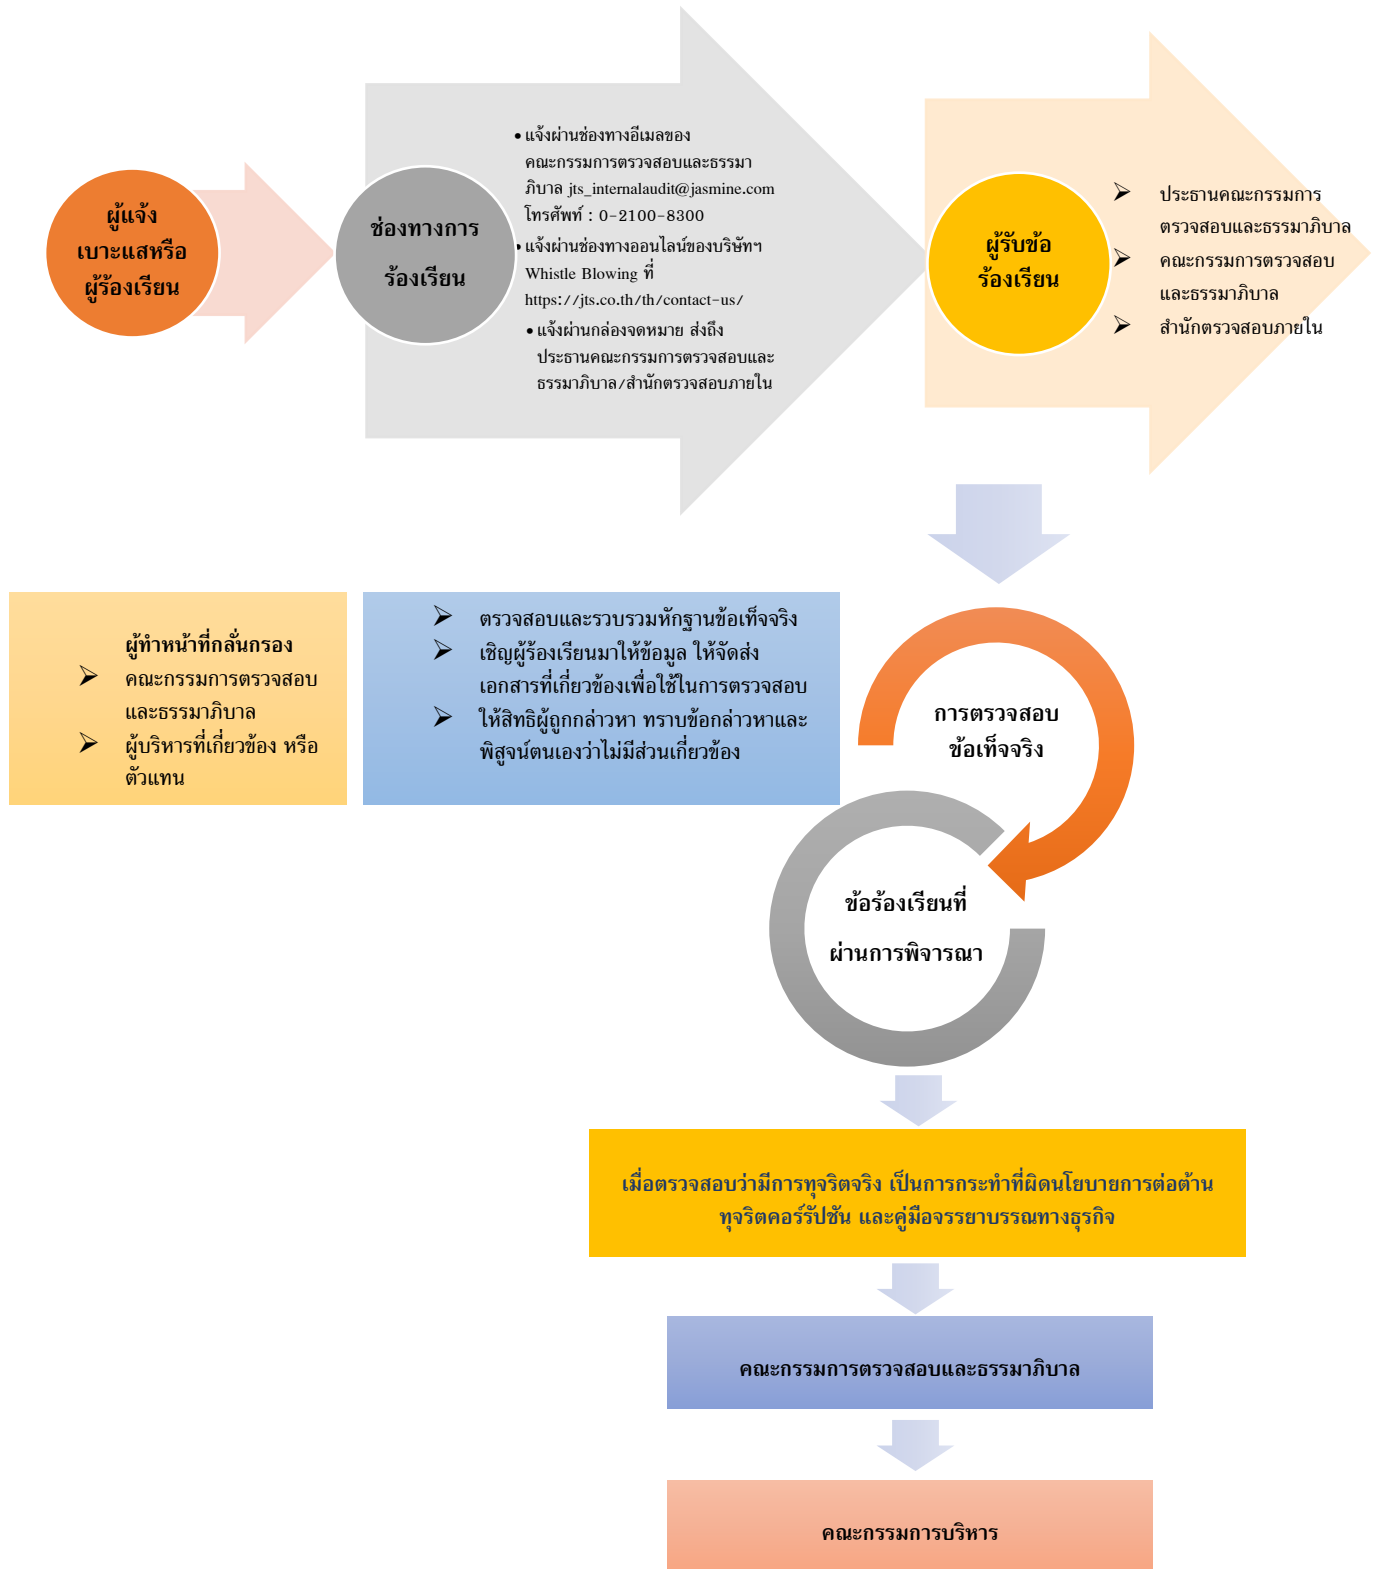 ผู้แจ้ง
เบาะแสหรือ
ผู้ร้องเรียน
ช่องทางการ
ร้องเรียน
• แจ้งผ่านช่องทางอีเมลของ
คณะกรรมการตรวจสอบและธรรมา
ภิบาล jts_internalaudit@jasmine.com
โทรศัพท์ : 0-2100-8300
• แจ้งผ่านช่องทางออนไลน์ของบริษัทฯ
Whistle Blowing ที่
https://jts.co.th/th/contact-us/
• แจ้งผ่านกล่องจดหมาย ส่งถึง
ประธานคณะกรรมการตรวจสอบและ
ธรรมาภิบาล/สำนักตรวจสอบภายใน
ผู้รับข้อ
ร้องเรียน
➢ ประธานคณะกรรมการ
ตรวจสอบและธรรมาภิบาล
➢ คณะกรรมการตรวจสอบ
และธรรมาภิบาล
➢ สำนักตรวจสอบภายใน
ผู้ทำหน้าที่กลั่นกรอง
➢ คณะกรรมการตรวจสอบ
และธรรมาภิบาล
➢ ผู้บริหารที่เกี่ยวข้อง หรือ
ตัวแทน
➢ ตรวจสอบและรวบรวมหักฐานข้อเท็จจริง
➢ เชิญผู้ร้องเรียนมาให้ข้อมูล ให้จัดส่ง
เอกสารที่เกี่ยวข้องเพื่อใช้ในการตรวจสอบ
➢ ให้สิทธิผู้ถูกกล่าวหา ทราบข้อกล่าวหาและ
พิสูจน์ตนเองว่าไม่มีส่วนเกี่ยวข้อง
การตรวจสอบ
ข้อเท็จจริง
ข้อร้องเรียนที่
ผ่านการพิจารณา
เมื่อตรวจสอบว่ามีการทุจริตจริง เป็นการกระทำที่ผิดนโยบายการต่อต้าน
ทุจริตคอร์รัปชัน และคู่มือจรรยาบรรณทางธุรกิจ
คณะกรรมการตรวจสอบและธรรมาภิบาล
คณะกรรมการบริหาร